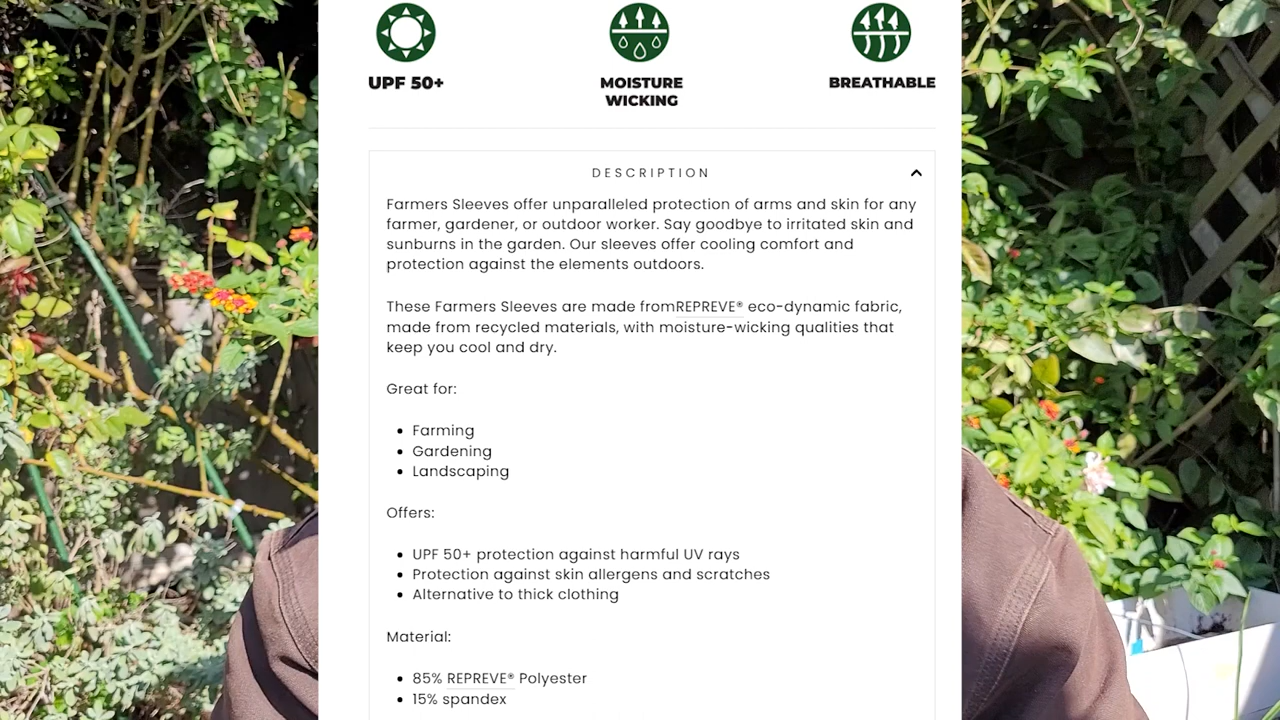 UPF 50+
MOISTURE
WICKING
BREATHABLE
DESCRIPTION
Farmers Sleeves offer unparalleled protection of arms and skin for any
farmer, gardener, or outdoor worker. Say goodbye to irritated skin and
sunburns in the garden. Our sleeves offer cooling comfort and
protection against the elements outdoors.
These Farmers Sleeves are made fromREPREVE® eco-dynamic fabric,
made from recycled materials, with moisture-wicking qualities that
keep you cool and dry.
Great for:
• Farming
• Gardening
• Landscaping
Offers:
• UPF 50+ protection against harmful UV rays
• Protection against skin allergens and scratches
• Alternative to thick clothing
Material:
• 85% REPREVE® Polyester
• 15% spandex